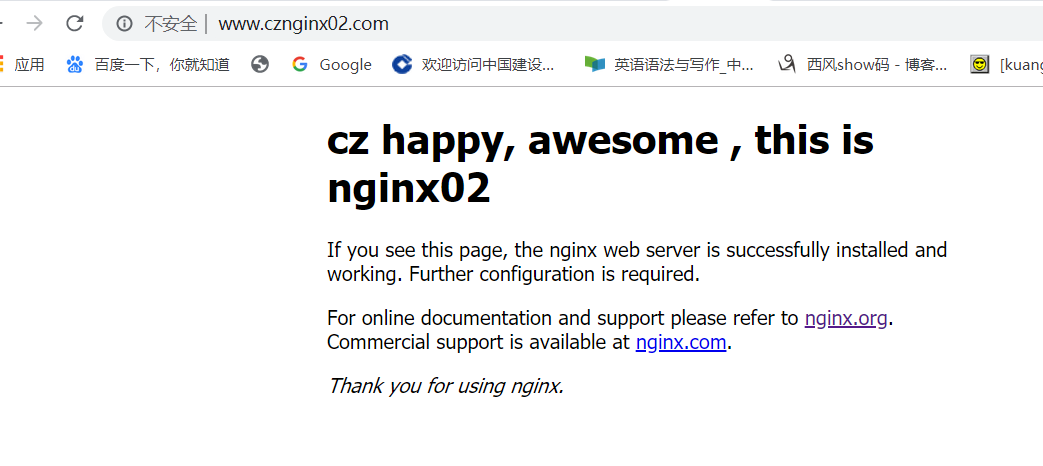 不安全 | www.cznginx02.com
应用 百度一下，你就知道 Google 欢迎访问中国建设... 英语语法与写作_中... 西风show码 - 博客... [kuang
cz happy, awesome , this is
nginx02
If you see this page, the nginx web server is successfully installed and
working. Further configuration is required.
For online documentation and support please refer to nginx.org.
Commercial support is available at nginx.com.
Thank you for using nginx.